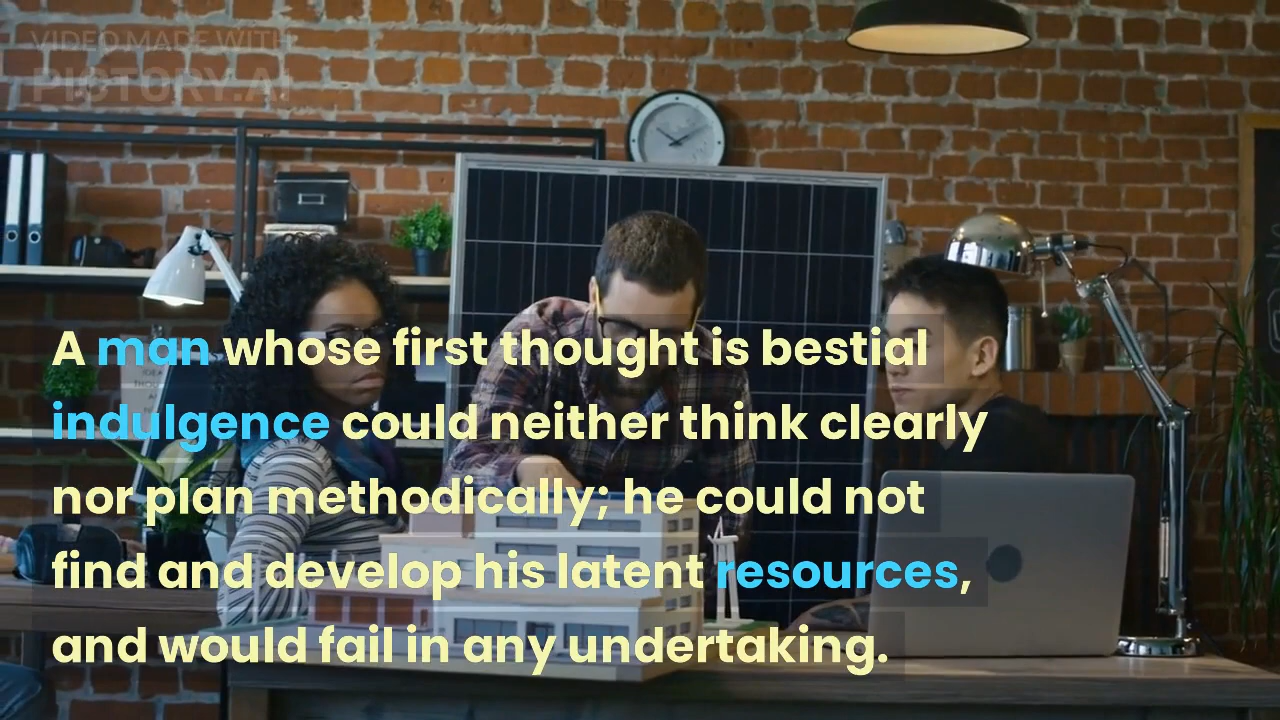 VIDEO MADE WITH
PICTORY.AI
A man whose first thought is bestial
indulgence could neither think clearly
nor plan methodically; he could not
find and develop his latent resources,
and would fail in any undertaking.